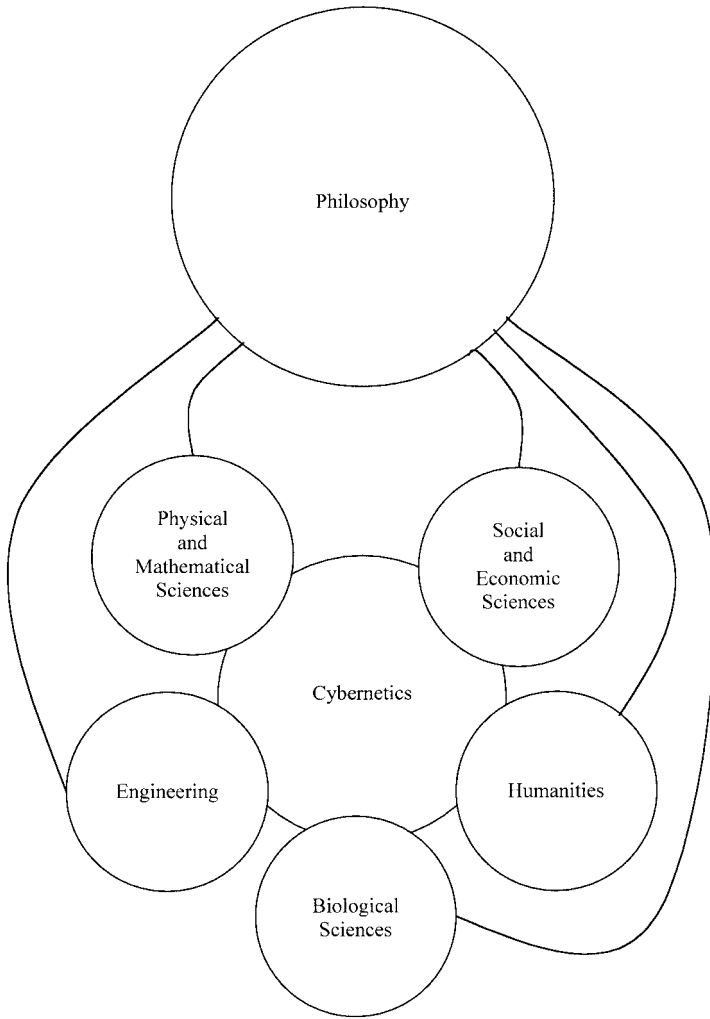 Philosophy
Physical
and
Mathematical
Sciences
Social
and
Economic
Sciences
Cybernetics
Engineering
Humanities
Biological
Sciences